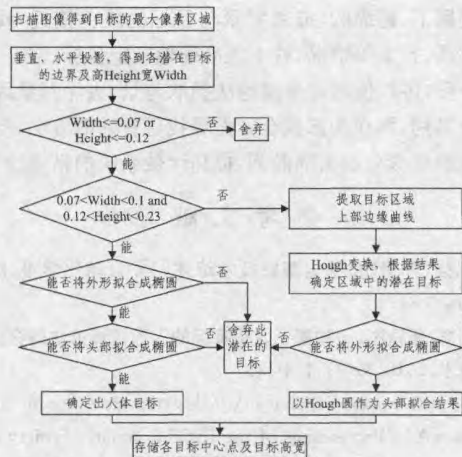 扫描图像得到目标的最大像素区域
垂直、水平投影，得到各潜在目标
的边界及高Height宽Width
Width<=0.07 or
Height<=0.12
否
舍弃
能
0.07<Width<0.1 and
0.12<Height<0.23
否
提取目标区域
上部边缘曲线
能
Hough变换、根据结果
确定区域中的潜在目标
能否将外形拟合成椭圆
否
能
能否将头部拟合成椭圆
否
舍弃此
潜在的
目标
否
能否将外形拟合成椭圆
能
能
确定出人体目标
以Hough圆作为头部拟合结果
存储各目标中心点及目标高宽